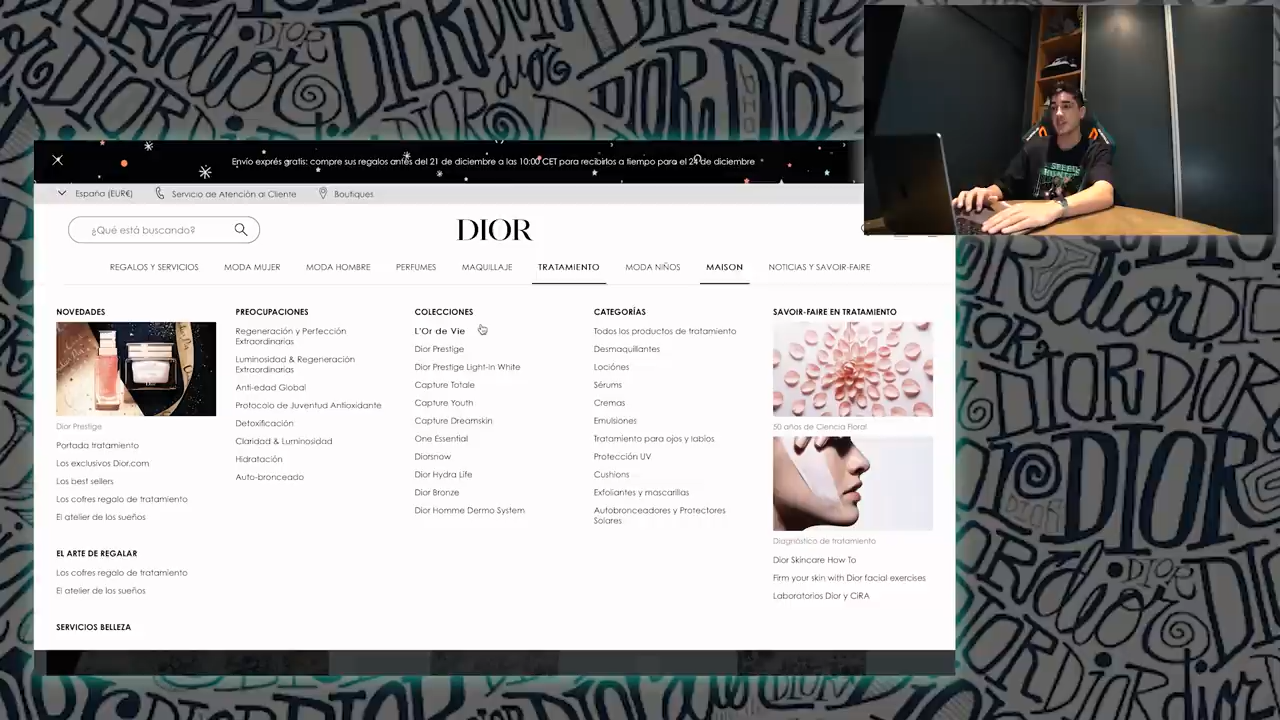 Envío exprés gratis: compre sus regalos antes del 21 de diciembre a las 10:00 CET para recibirlos a tiempo para el 24 de diciembre
España (EUR€)
Servicio de Atención al Cliente
Boutiques
¿Qué está buscando?
DIOR
REGALOS Y SERVICIOS
MODA MUJER
MODA HOMBRE
PERFUMES
MAQUILLAJE
TRATAMIENTO
MODA NIÑOS
MAISON
NOTICIAS Y SAVOIR-FAIRE
NOVEDADES
Dior Prestige
Portada tratamiento
Los exclusivos Dior.com
Los best sellers
Los cofres regalo de tratamiento
El atelier de los sueños
EL ARTE DE REGALAR
Los cofres regalo de tratamiento
El atelier de los sueños
SERVICIOS BELLEZA
PREOCUPACIONES
Regeneración y Perfección
Extraordinarias
Luminosidad & Regeneración
Extraordinarias
Anti-edad Global
Protocolo de Juventud Antioxidante
Detoxificación
Claridad & Luminosidad
Hidratación
Auto-bronceado
COLECCIONES
L'Or de Vie
Dior Prestige
Dior Prestige Light-in White
Capture Totale
Capture Youth
Capture Dreamskin
One Essential
Diorsnow
Dior Hydra Life
Dior Bronze
Dior Homme Dermo System
CATEGORÍAS
Todos los productos de tratamiento
Desmaquillantes
Lociónes
Sérums
Cremas
Emulsiones
Tratamiento para ojos y labios
Protección UV
Cushions
Exfoliantes y mascarillas
Autobronceadores y Protectores
Solares
SAVOIR-FAIRE EN TRATAMIENTO
50 años de Ciencia Floral
Diagnóstico de tratamiento
Dior Skincare How To
Firm your skin with Dior facial exercises
Laboratorios Dior y CiRA
SPEED
HUNTERS